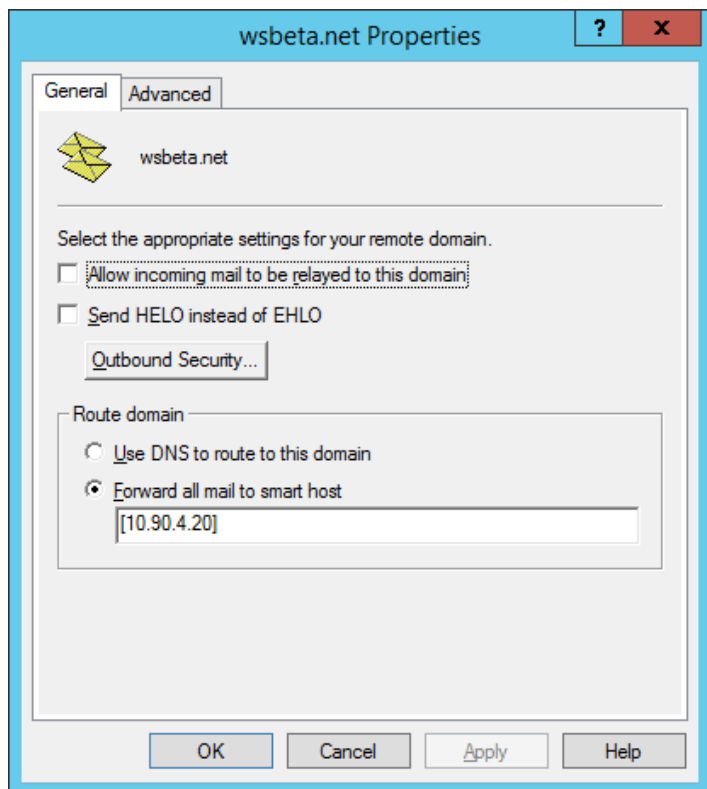 wsbeta.net Properties
? x
General Advanced
wsbeta.net
Select the appropriate settings for your remote domain.
Allow incoming mail to be relayed to this domain
Send HELO instead of EHLO
Outbound Security...
Route domain
Use DNS to route to this domain
Forward all mail to smart host
[10.90.4.20]
OK Cancel Apply Help